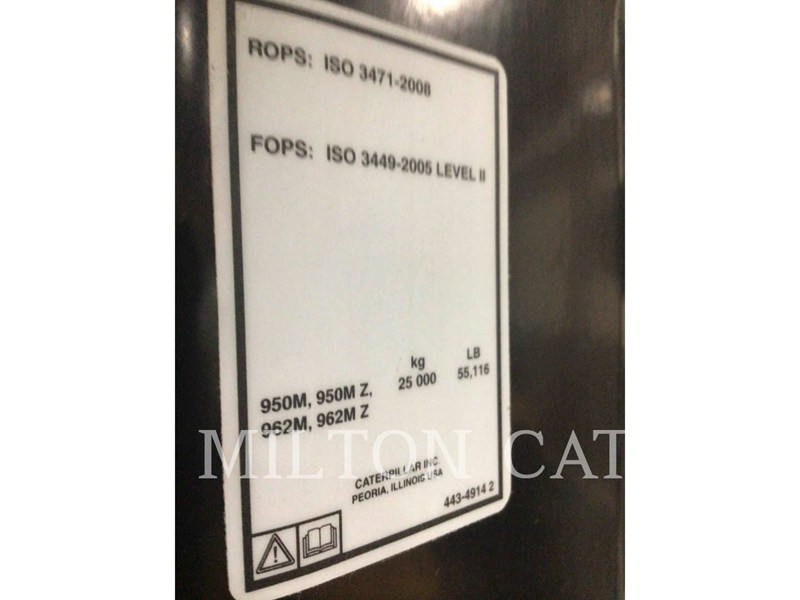 ROPS: ISO 3471-2008
FOPS: ISO 3449-2005 LEVEL II
kg LB
950M, 950M Z, 25 000 55,116
962M, 962M Z
MILTON CAT
CATERPILLAR INC.
PEORIA, ILLINOIS USA
443-4914 2